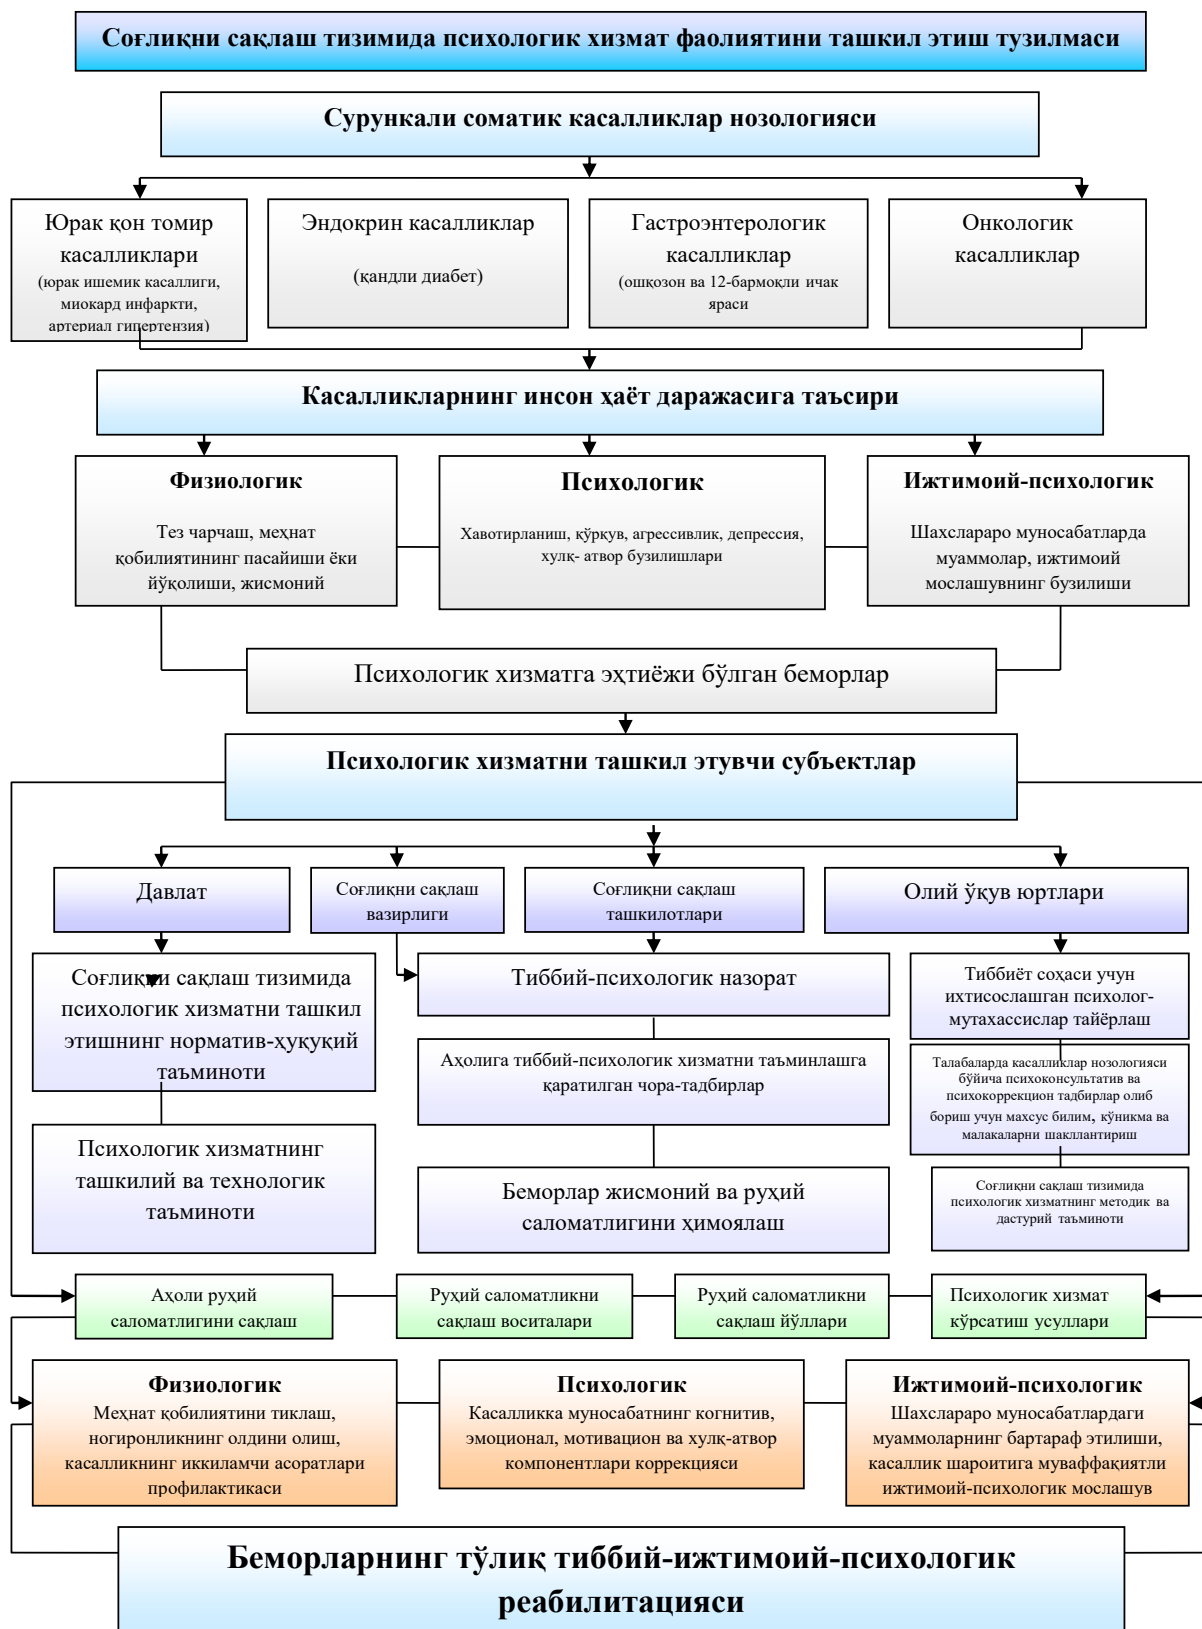 Соғлиқни сақлаш тизимида психологик хизмат фаолиятини ташкил этиш тузилмаси
Сурункали соматик касалликлар нозологияси
Юрак қон томир
касалликлари
(юрак ишемик касаллиги,
миокард инфаркти,
артериал гипертензия)
Эндокрин касалликлар
(қандли диабет)
Гастроэнтерологик
касалликлар
(ошқозон ва 12-бармоқли ичак
яраси
Онкологик
касалликлар
Касалликларнинг инсон ҳаёт даражасига таъсири
Физиологик
Тез чарчаш, меҳнат
қобилиятининг пасайиши ёки
йўқолиши, жисмоний
Психологик
Хавотирланиш, қўрқув, агрессивлик, депрессия,
хулқ- атвор бузилишлари
Ижтимоий-психологик
Шахслараро муносабатларда
муаммолар, ижтимоий
мослашувнинг бузилиши
Психологик хизматга эҳтиёжи бўлган беморлар
Психологик хизматни ташкил этувчи субъектлар
Давлат
Соғлиқни сақлаш
вазирлиги
Соғлиқни сақлаш
ташкилотлари
Олий ўқув юртлари
Соғлиқни сақлаш тизимида
психологик хизматни ташкил
этишнинг норматив-ҳуқуқий
таъминоти
Тиббий-психологик назорат
Тиббиёт соҳаси учун
ихтисослашган психолог-
мутахассислар тайёрлаш
Аҳолига тиббий-психологик хизматни таъминлашга
қаратилган чора-тадбирлар
Талабаларда касалликлар нозологияси
бўйича психоконсультатив ва
психокоррекцион тадбирлар олиб
бориш учун махсус билим, кўникма ва
малакаларни шакллантириш
Психологик хизматнинг
ташкилий ва технологик
таъминоти
Беморлар жисмоний ва руҳий
саломатлигини ҳимоялаш
Соғлиқни сақлаш тизимида
психологик хизматнинг методик ва
дастурий таъминоти
Аҳоли руҳий
саломатлигини сақлаш
Руҳий саломатликни
сақлаш воситалари
Руҳий саломатликни
сақлаш йўллари
Психологик хизмат
кўрсатиш усуллари
Физиологик
Меҳнат қобилиятини тиклаш,
ногиронликнинг олдини олиш,
касалликнинг иккиламчи асоратлари
профилактикаси
Психологик
Касалликка муносабатнинг когнитив,
эмоционал, мотивацион ва хулқ-атвор
компонентлари коррекцияси
Ижтимоий-психологик
Шахслараро муносабатлардаги
муаммоларнинг бартараф этилиши,
касаллик шароитига муваффақиятли
ижтимоий-психологик мослашув
Беморларнинг тўлиқ тиббий-ижтимоий-психологик
реабилитацияси